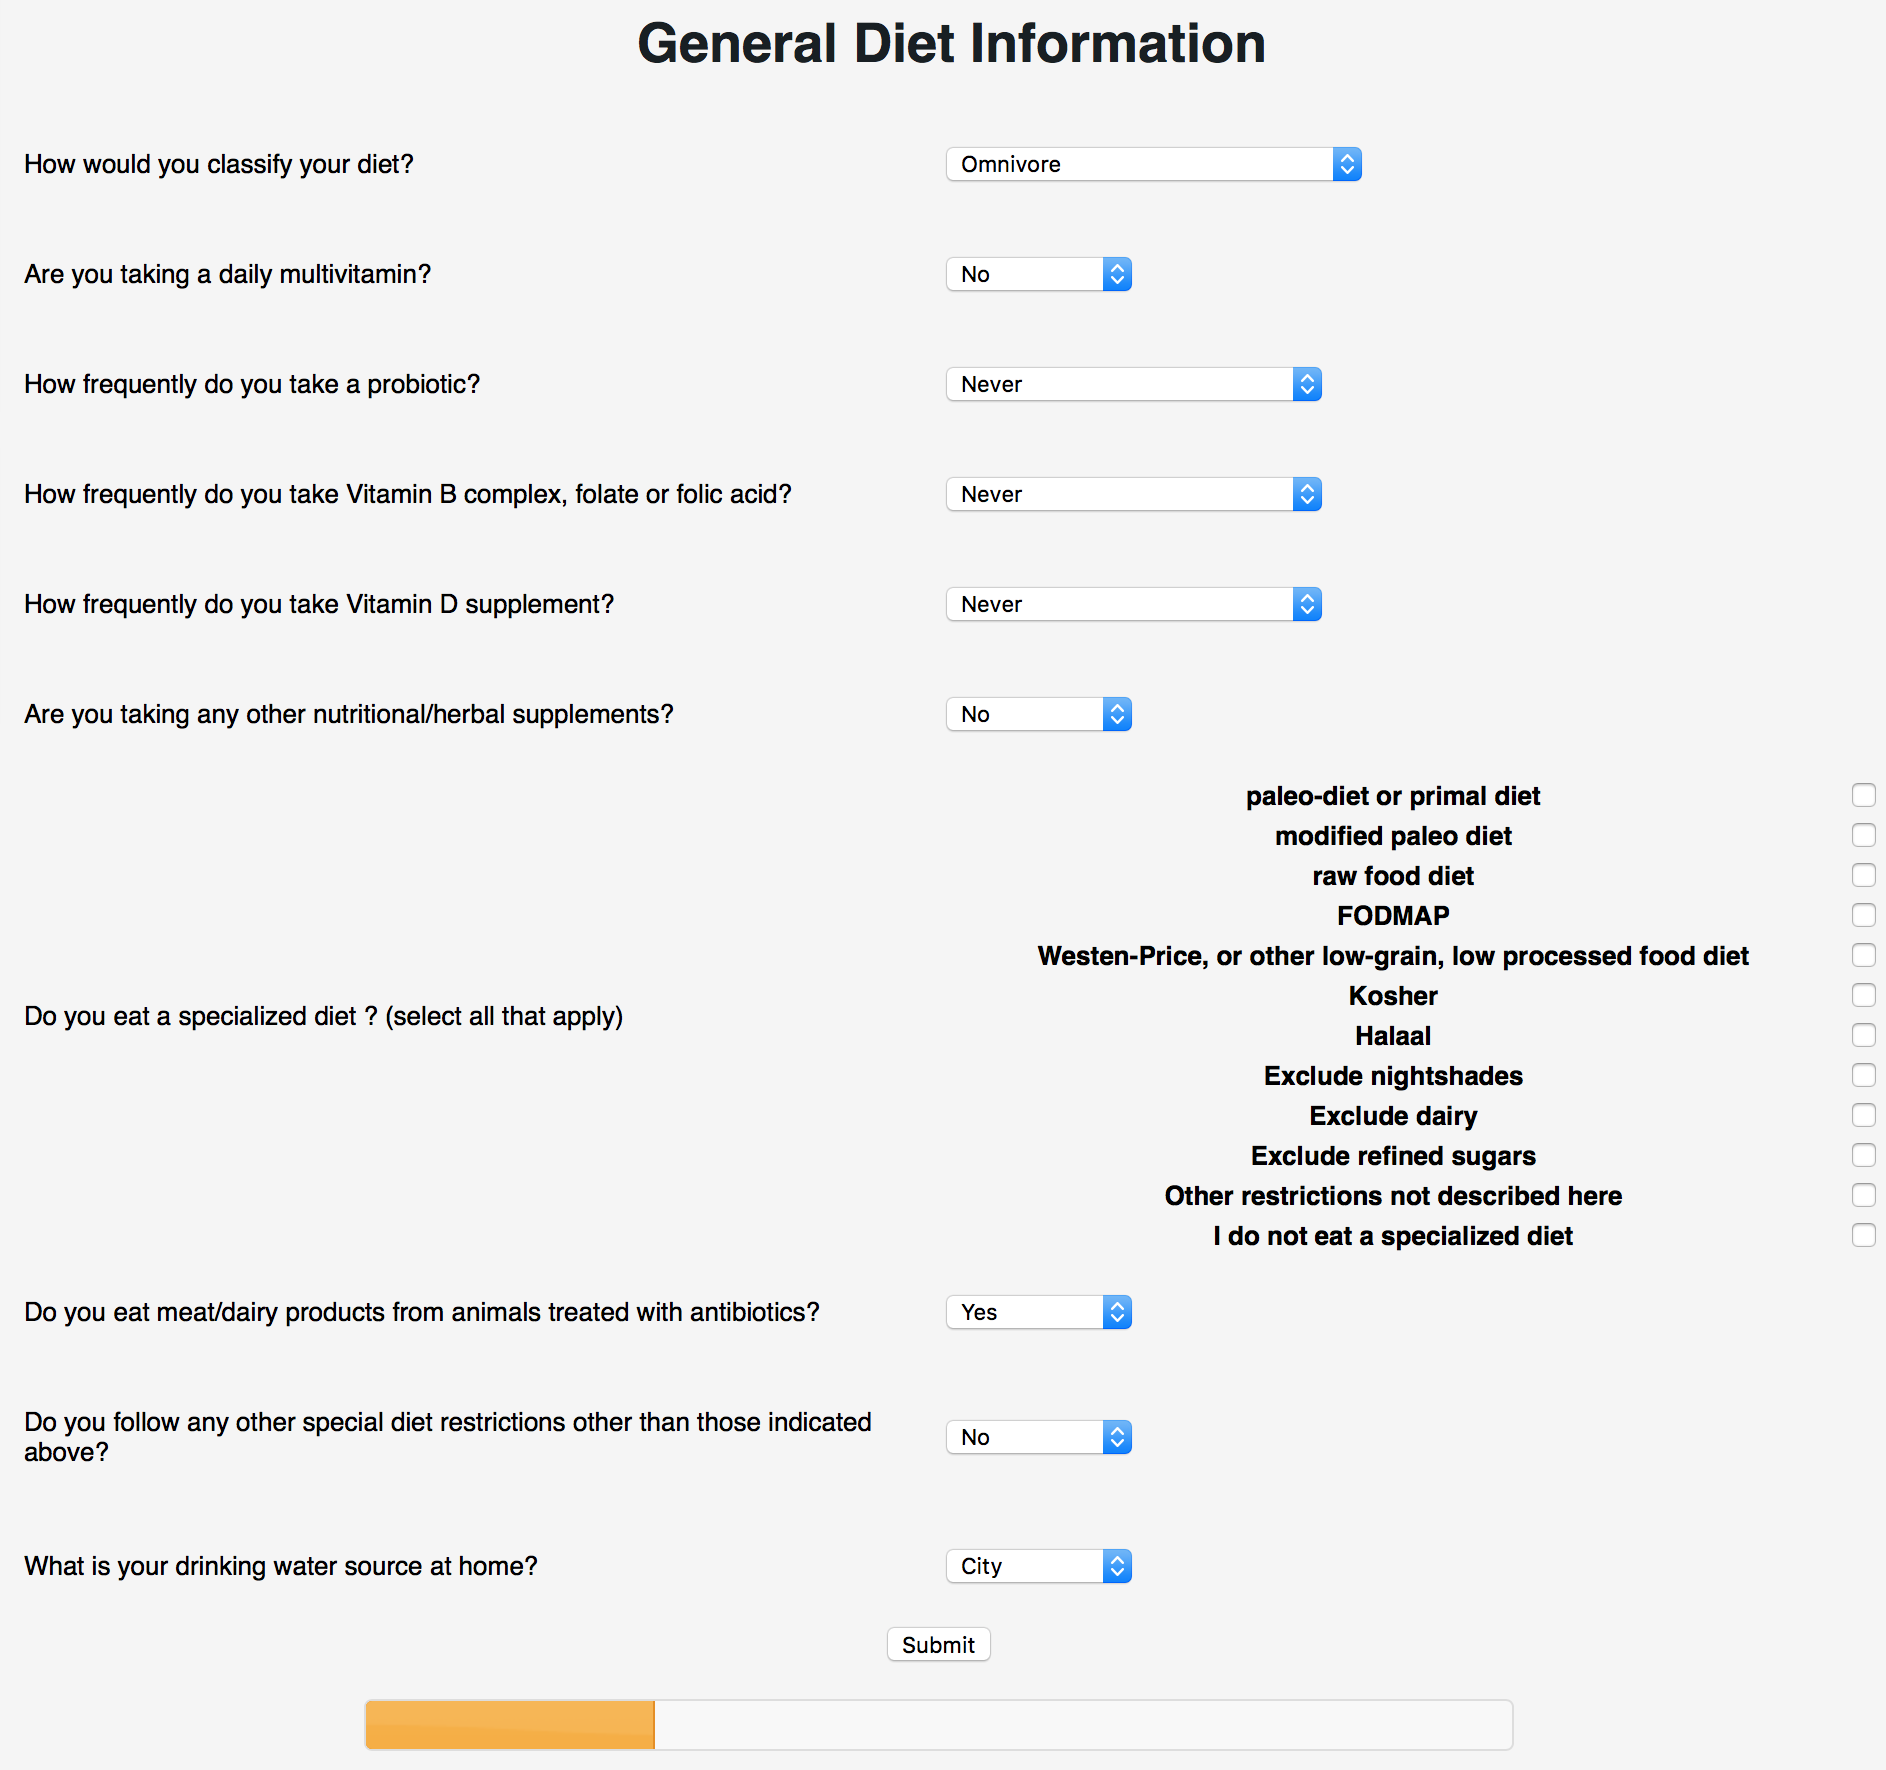 General Diet Information
How would you classify your diet? Omnivore
Are you taking a daily multivitamin? No
How frequently do you take a probiotic? Never
How frequently do you take Vitamin B complex, folate or folic acid? Never
How frequently do you take Vitamin D supplement? Never
Are you taking any other nutritional/herbal supplements? No
Do you eat a specialized diet ? (select all that apply)
paleo-diet or primal diet
modified paleo diet
raw food diet
FODMAP
Westen-Price, or other low-grain, low processed food diet
Kosher
Halaal
Exclude nightshades
Exclude dairy
Exclude refined sugars
Other restrictions not described here
I do not eat a specialized diet
Do you eat meat/dairy products from animals treated with antibiotics? Yes
Do you follow any other special diet restrictions other than those indicated
above? No
What is your drinking water source at home? City
Submit